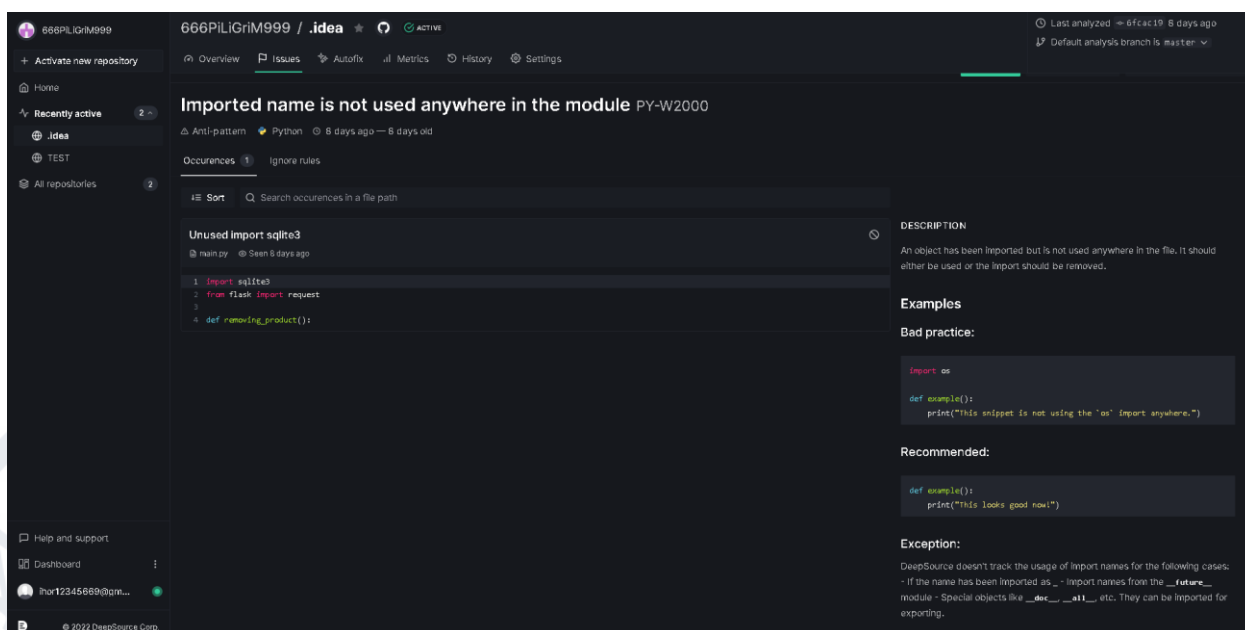 666PiLiGriM999
+ Activate new repository
Home
Recently active 2
.idea
TEST
All repositories 2
Help and support
Dashboard
ihor12345669@gm...
© 2022 DeepSource Corp.
666PiLiGriM999 / .idea ACTIVE
Overview Issues Autofix Metrics History Settings
Last analyzed 6fcac19 6 days ago
Default analysis branch is master
Imported name is not used anywhere in the module PY-W2000
Anti-pattern Python 6 days ago — 6 days old
Occurences 1 Ignore rules
Sort Search occurences in a file path
Unused import sqlite3
main.py Seen 6 days ago
1 import sqlite3
2 from flask import request
3
4 def removing_product():
DESCRIPTION
An object has been imported but is not used anywhere in the file. It should
either be used or the import should be removed.
Examples
Bad practice:
import os
def example():
print("This snippet is not using the `os` import anywhere.")
Recommended:
def example():
print("This looks good now!")
Exception:
DeepSource doesn't track the usage of import names for the following cases:
- If the name has been imported as _ - Import names from the __future__
module - Special objects like __doc__, __all__, etc. They can be imported for
exporting.